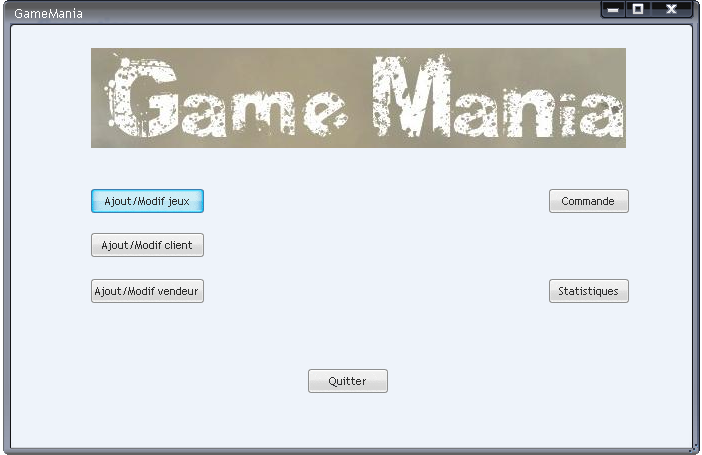 GameMania
Game Mania
Ajout/Modif jeux
Commande
Ajout/Modif client
Ajout/Modif vendeur
Statistiques
Quitter